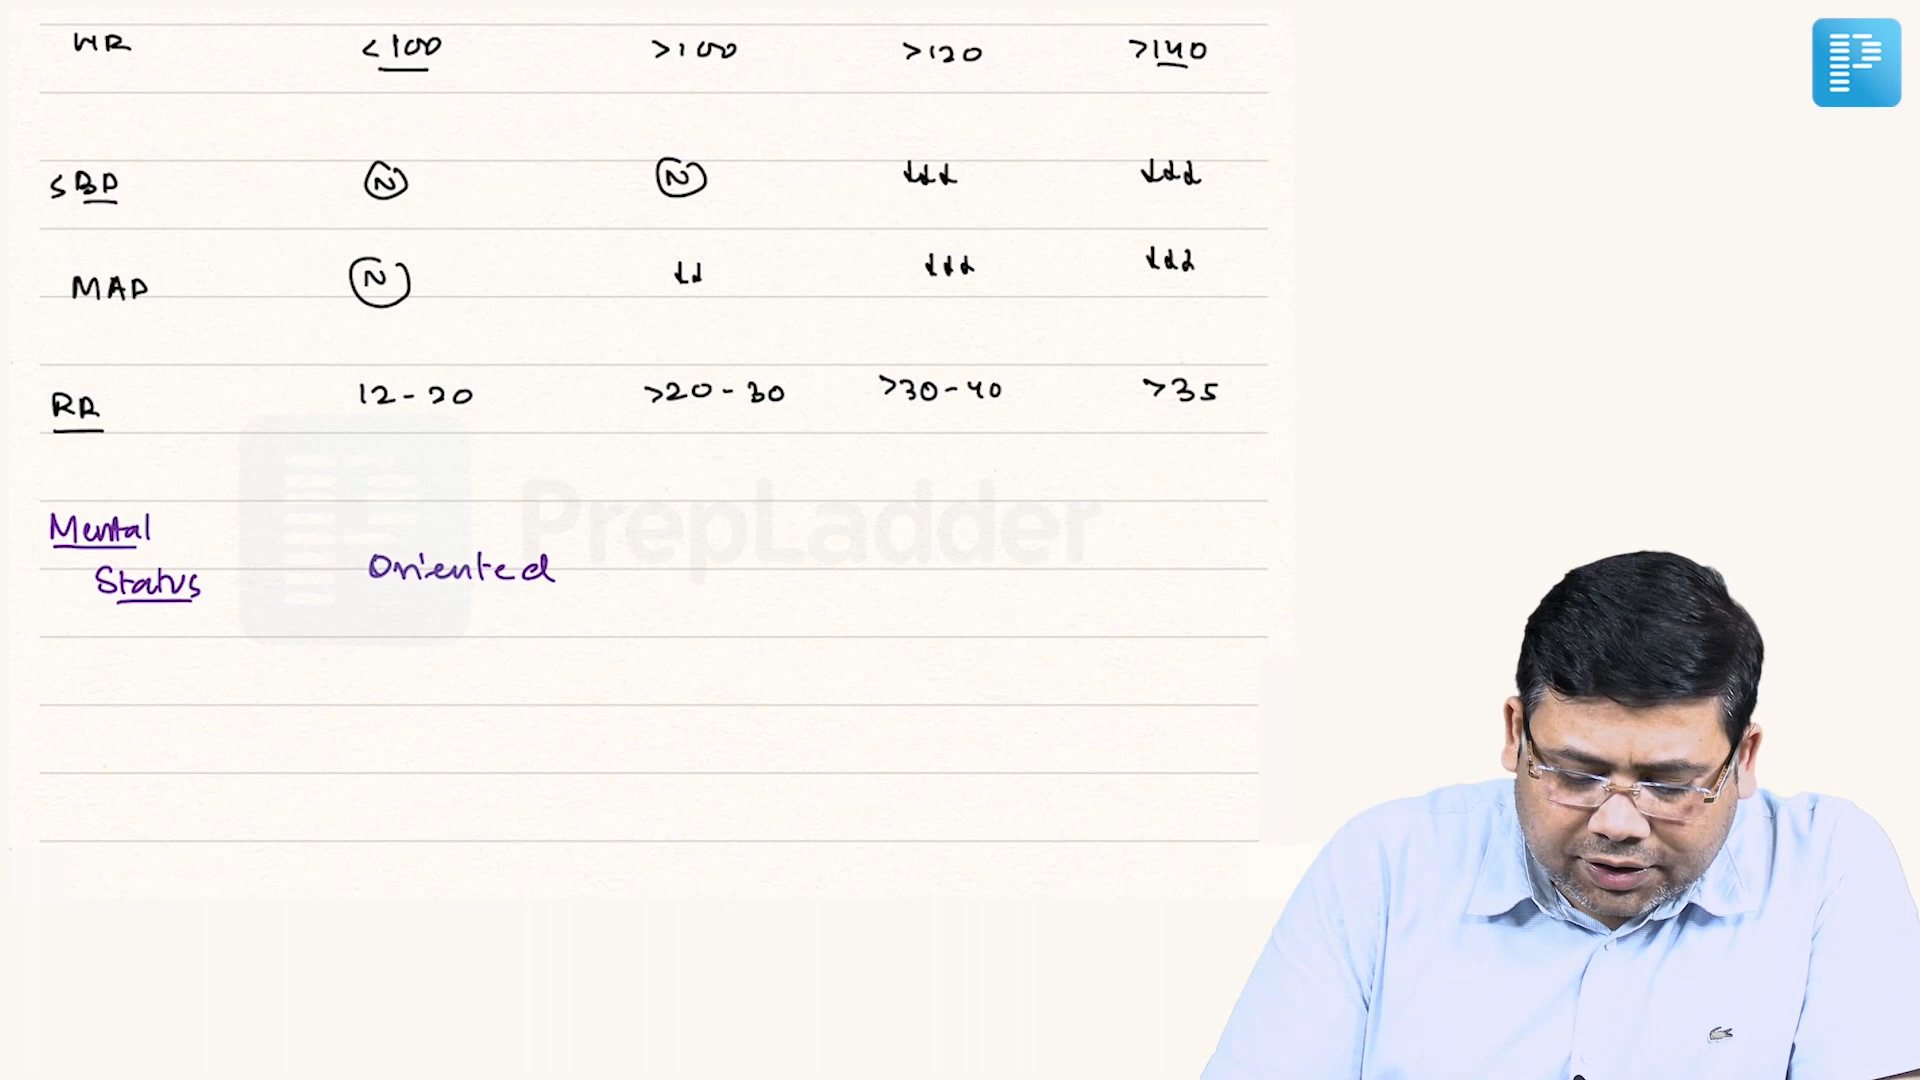 HR <100 >100 >120 >140
SBP N N ↓↓↓ ↓↓↓
MAP N ↓↓ ↓↓↓ ↓↓↓
RR 12-20 >20-30 >30-40 >35
Mental
Status Oriented
PrepLadder